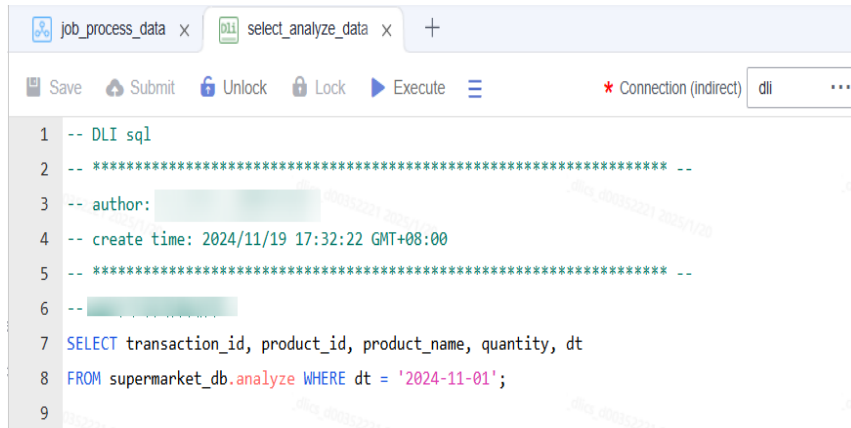 job_process_data × DLI select_analyze_data × +
Save Submit Unlock Lock Execute * Connection (indirect) dli ...
1 -- DLI sql
2 -- ******************************************************************** --
3 -- author:
4 -- create time: 2024/11/19 17:32:22 GMT+08:00
5 -- ******************************************************************** --
6 --
7 SELECT transaction_id, product_id, product_name, quantity, dt
8 FROM supermarket_db.analyze WHERE dt = '2024-11-01';
9